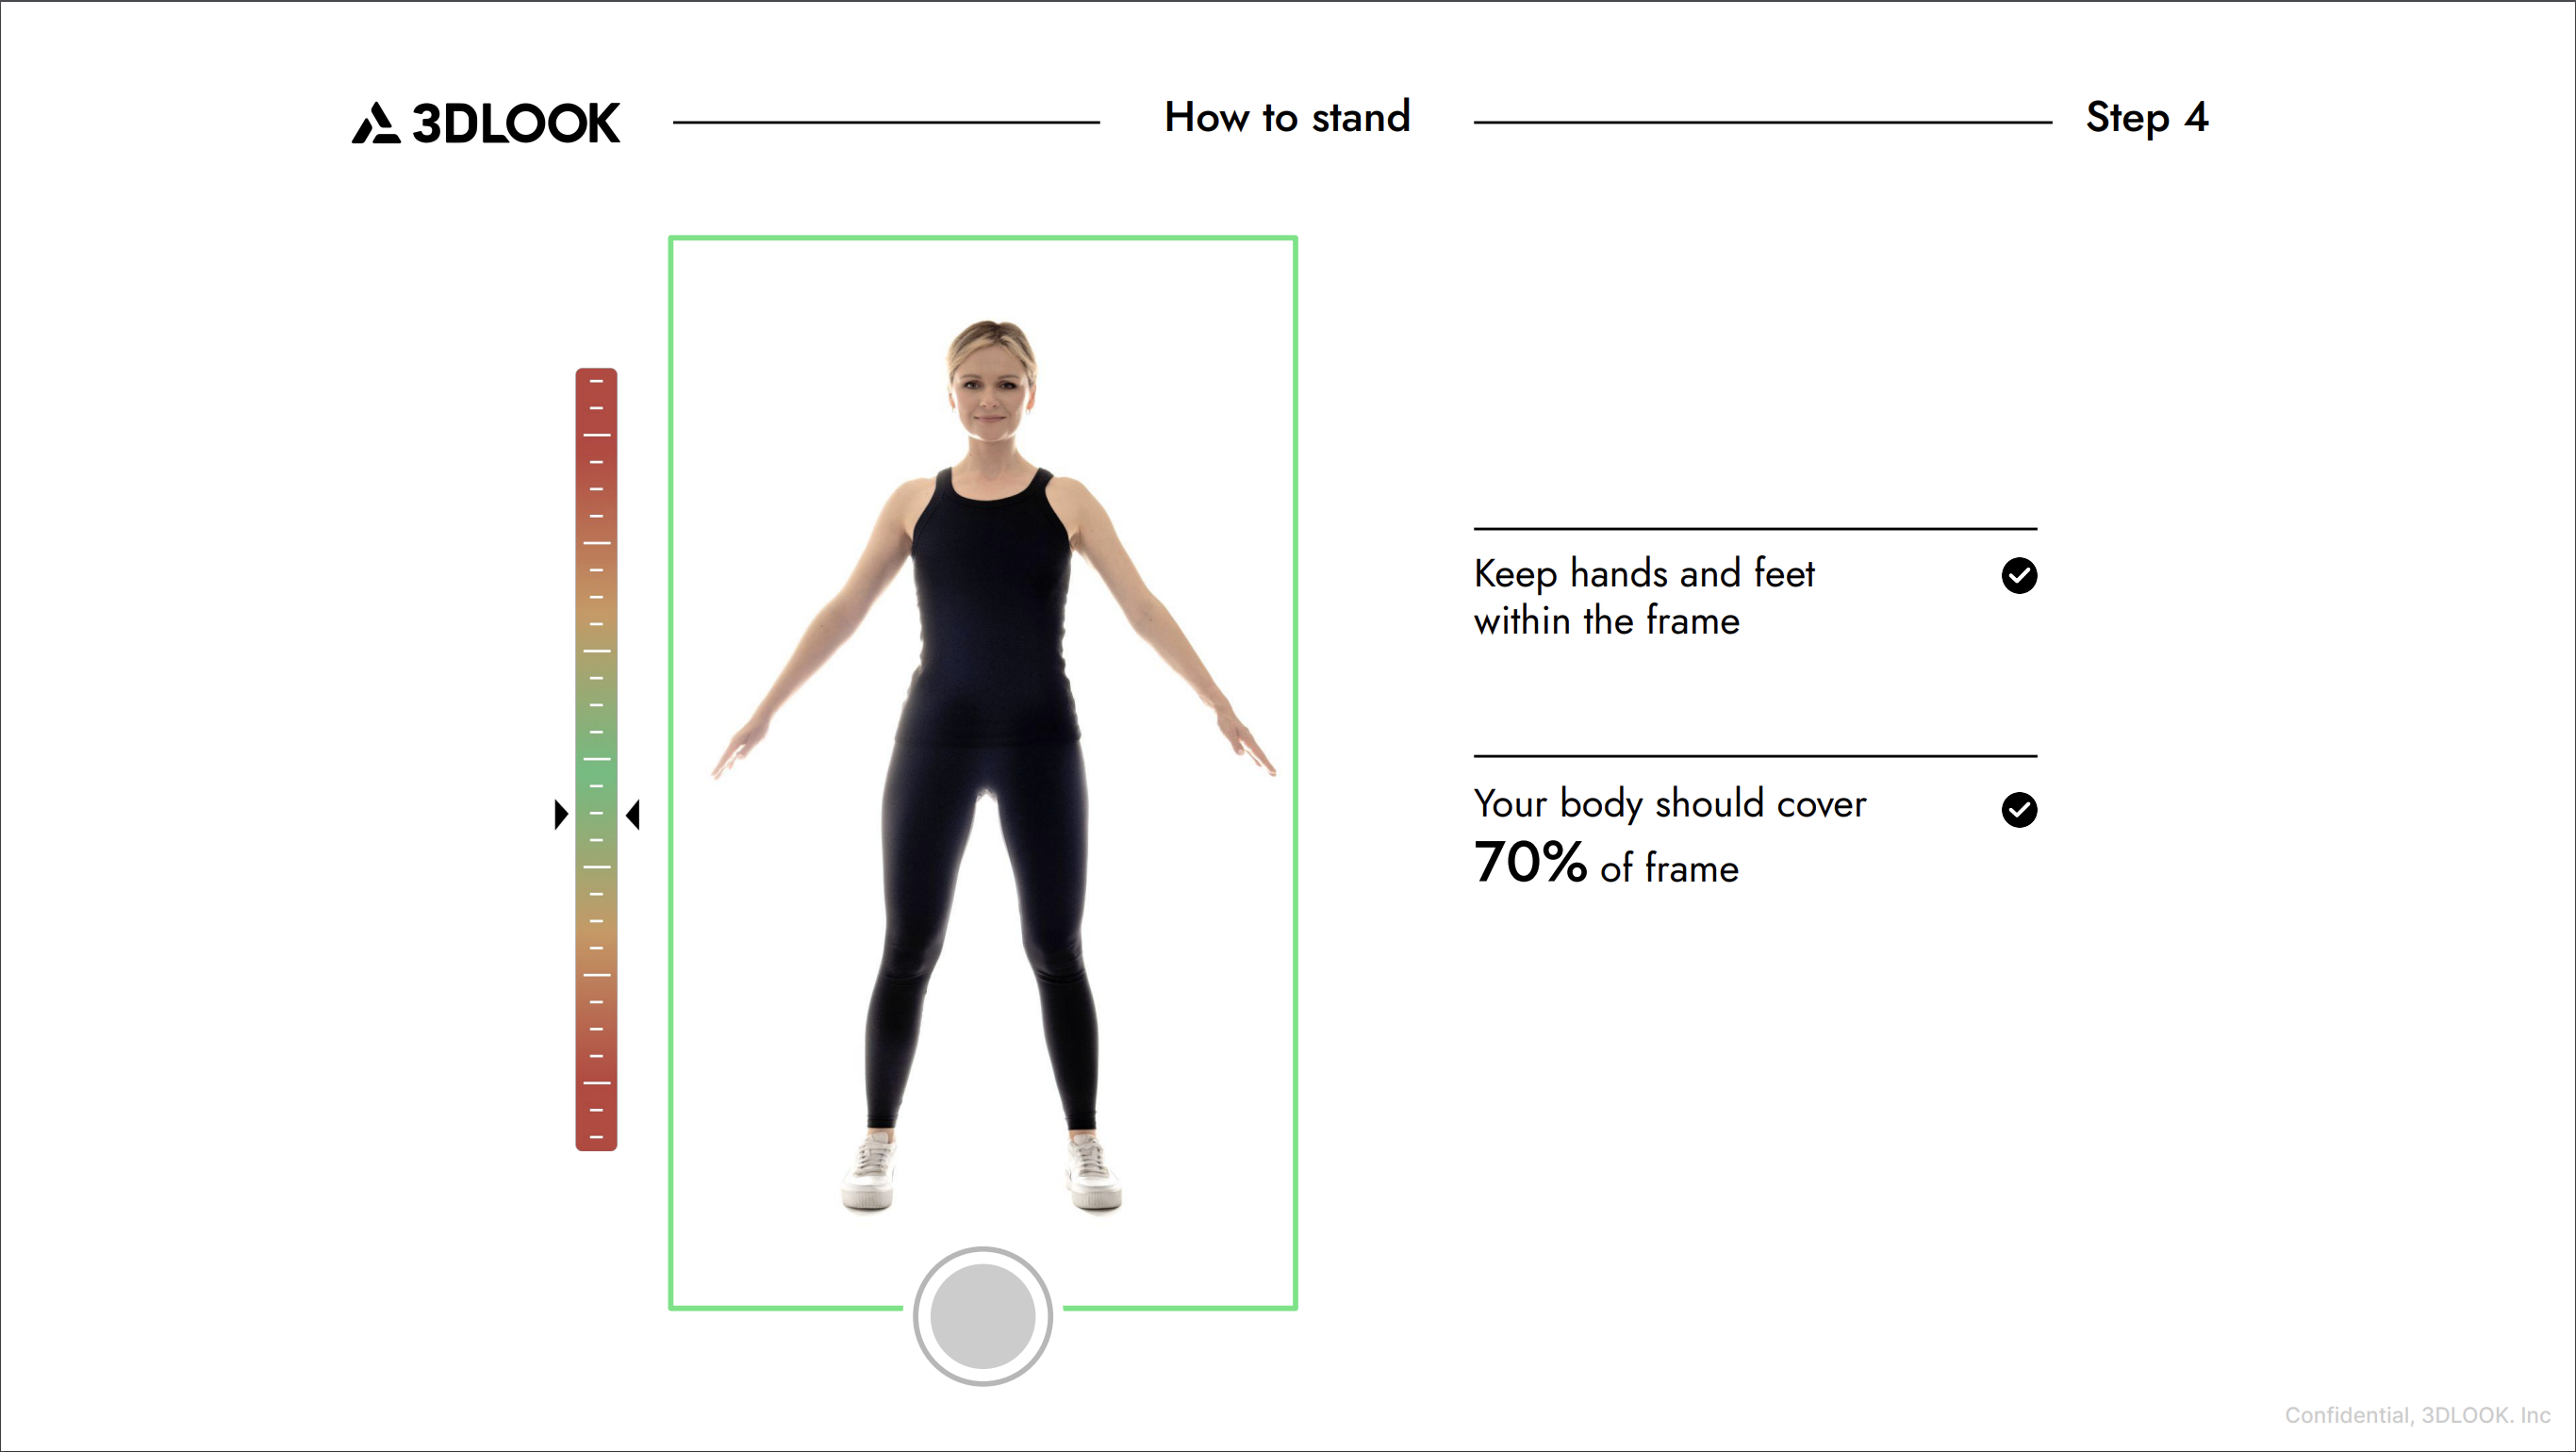 3DLOOK
How to stand
Step 4
Keep hands and feet
within the frame
Your body should cover
70% of frame
Confidential, 3DLOOK. Inc